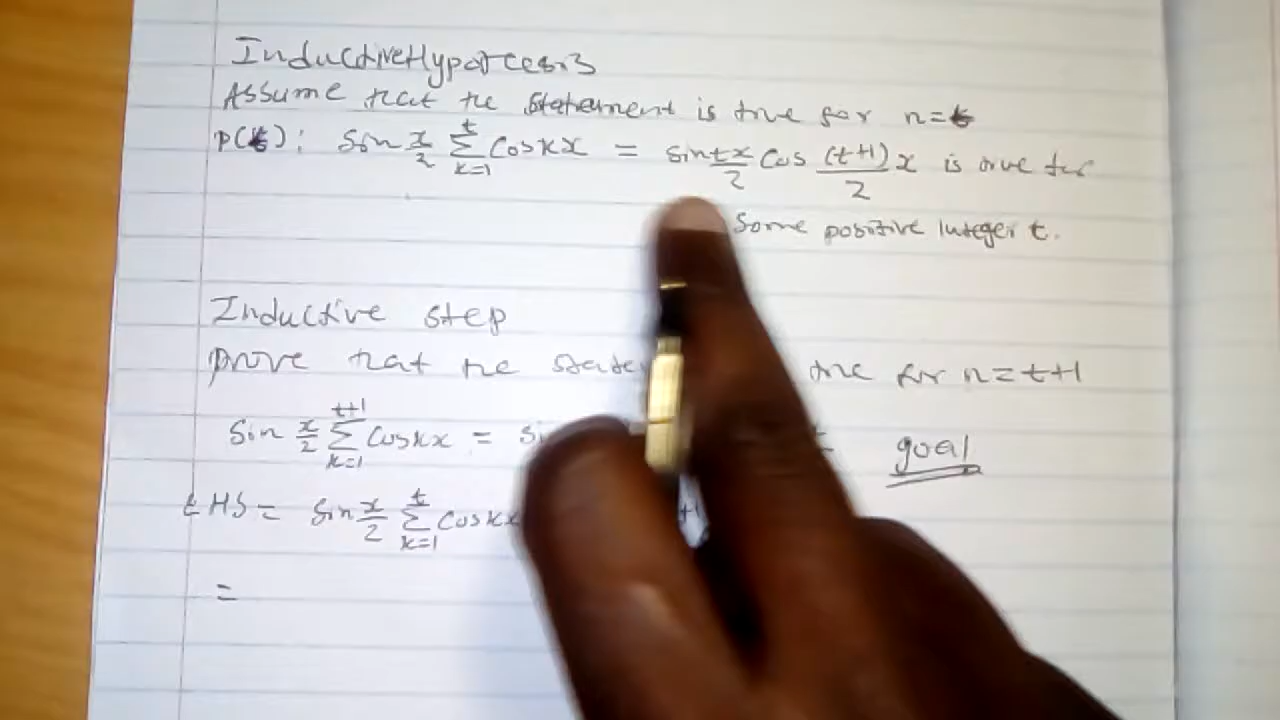 Inductive Hypothesis
Assume that the statement is true for n=t
P(t): Sin x/2 Σ_{k=1}^{t} Cos kx = sin tx/2 Cos (t+1)x/2 is true for
Some positive integer t.
Inductive step
prove that the true for n=t+1
Sin x/2 Σ_{k=1}^{t+1} Cos kx = goal
LHS = Sin x/2 Σ_{k=1}^{t} Cos kx
=